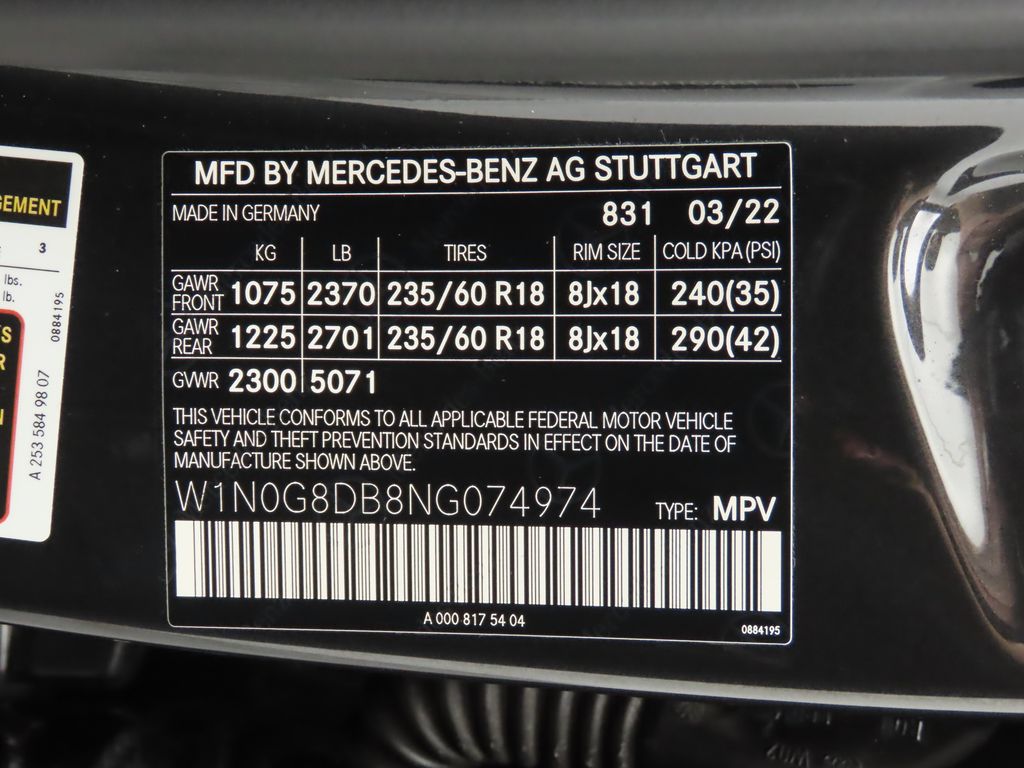 MFD BY MERCEDES-BENZ AG STUTTGART
MADE IN GERMANY 831 03/22
KG LB TIRES RIM SIZE COLD KPA (PSI)
GAWR FRONT 1075 2370 235/60 R18 8Jx18 240(35)
GAWR REAR 1225 2701 235/60 R18 8Jx18 290(42)
GVWR 2300 5071
THIS VEHICLE CONFORMS TO ALL APPLICABLE FEDERAL MOTOR VEHICLE
SAFETY AND THEFT PREVENTION STANDARDS IN EFFECT ON THE DATE OF
MANUFACTURE SHOWN ABOVE.
W1N0G8DB8NG074974 TYPE: MPV
A 000 817 54 04
0884195
GEMENT
3
lbs.
lb.
0884195
A 253 584 98 07